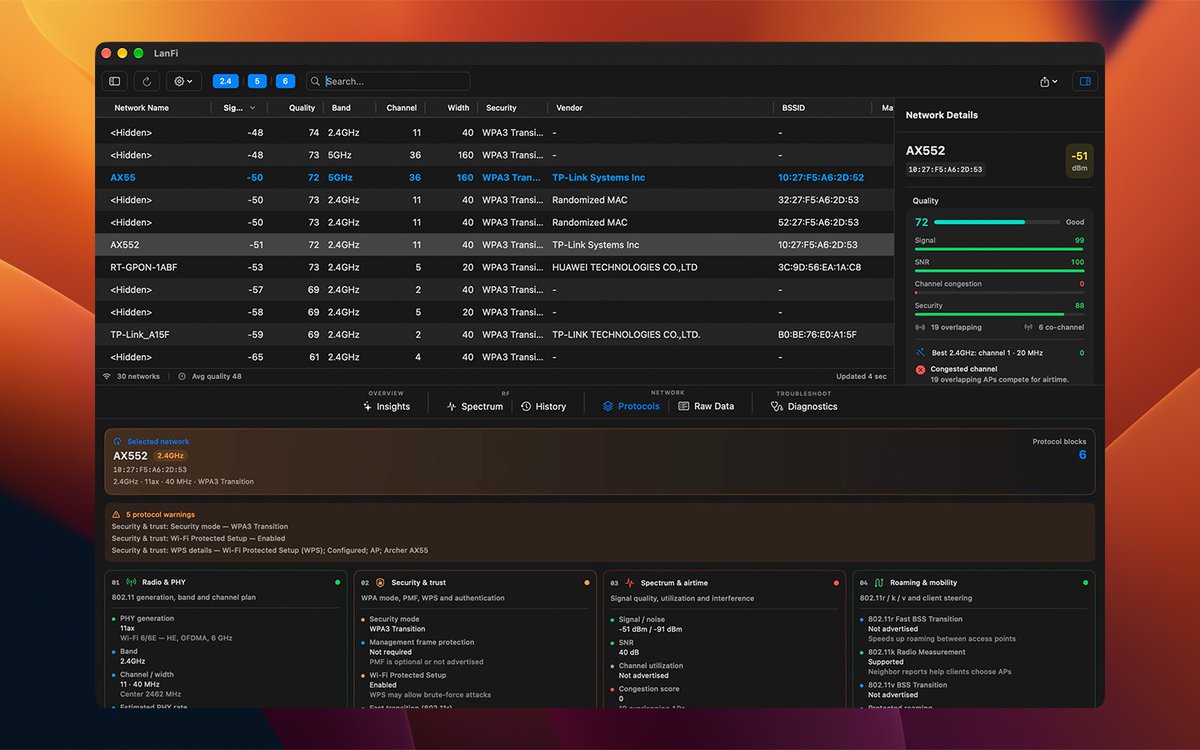 LanFi
2.4 5 6 Search...
Network Name Sig... Quality Band Channel Width Security Vendor BSSID Ma
<Hidden> -48 74 2.4GHz 11 40 WPA3 Transi... - -
<Hidden> -48 73 5GHz 36 160 WPA3 Transi... - -
AX55 -50 72 5GHz 36 160 WPA3 Tran... TP-Link Systems Inc 10:27:F5:A6:2D:52
<Hidden> -50 73 2.4GHz 11 40 WPA3 Transi... Randomized MAC 32:27:F5:A6:2D:53
<Hidden> -50 73 2.4GHz 11 40 WPA3 Transi... Randomized MAC 52:27:F5:A6:2D:53
AX552 -51 72 2.4GHz 11 40 WPA3 Transi... TP-Link Systems Inc 10:27:F5:A6:2D:53
RT-GPON-1ABF -53 73 2.4GHz 5 20 WPA3 Transi... HUAWEI TECHNOLOGIES CO.,LTD 3C:9D:56:EA:1A:C8
<Hidden> -57 69 2.4GHz 2 40 WPA3 Transi... - -
<Hidden> -58 69 2.4GHz 5 20 WPA3 Transi... - -
TP-Link_A15F -59 69 2.4GHz 2 40 WPA3 Transi... TP-LINK TECHNOLOGIES CO.,LTD. B0:BE:76:E0:A1:5F
<Hidden> -65 61 2.4GHz 4 40 WPA3 Transi... - -
30 networks Avg quality 48 Updated 4 sec
Network Details
AX552
10:27:F5:A6:2D:53
-51
dBm
Quality
72 Good
Signal 99
SNR 100
Channel congestion 0
Security 88
19 overlapping 6 co-channel
Best 2.4GHz: channel 1 · 20 MHz 0
Congested channel
19 overlapping APs compete for airtime.
OVERVIEW RF NETWORK TROUBLESHOOT
Insights Spectrum History Protocols Raw Data Diagnostics
Selected network Protocol blocks
AX552 2.4GHz 6
10:27:F5:A6:2D:53
2.4GHz · 11ax · 40 MHz · WPA3 Transition
5 protocol warnings
Security & trust: Security mode — WPA3 Transition
Security & trust: Wi-Fi Protected Setup — Enabled
Security & trust: WPS details — Wi-Fi Protected Setup (WPS); Configured; AP; Archer AX55
01 Radio & PHY
802.11 generation, band and channel plan
PHY generation
11ax
Wi-Fi 6/6E — HE, OFDMA, 6 GHz
Band
2.4GHz
Channel / width
11 · 40 MHz
Center 2462 MHz
Estimated PHY rate
02 Security & trust
WPA mode, PMF, WPS and authentication
Security mode
WPA3 Transition
Management frame protection
Not required
PMF is optional or not advertised
Wi-Fi Protected Setup
Enabled
WPS may allow brute-force attacks
Fast transition (802.11r)
03 Spectrum & airtime
Signal quality, utilization and interference
Signal / noise
-51 dBm / -91 dBm
SNR
40 dB
Channel utilization
Not advertised
Congestion score
0
19 overlapping APs
04 Roaming & mobility
802.11r / k / v and client steering
802.11r Fast BSS Transition
Not advertised
Speeds up roaming between access points
802.11k Radio Measurement
Supported
Neighbor reports help clients choose APs
802.11v BSS Transition
Not advertised
Protected roaming